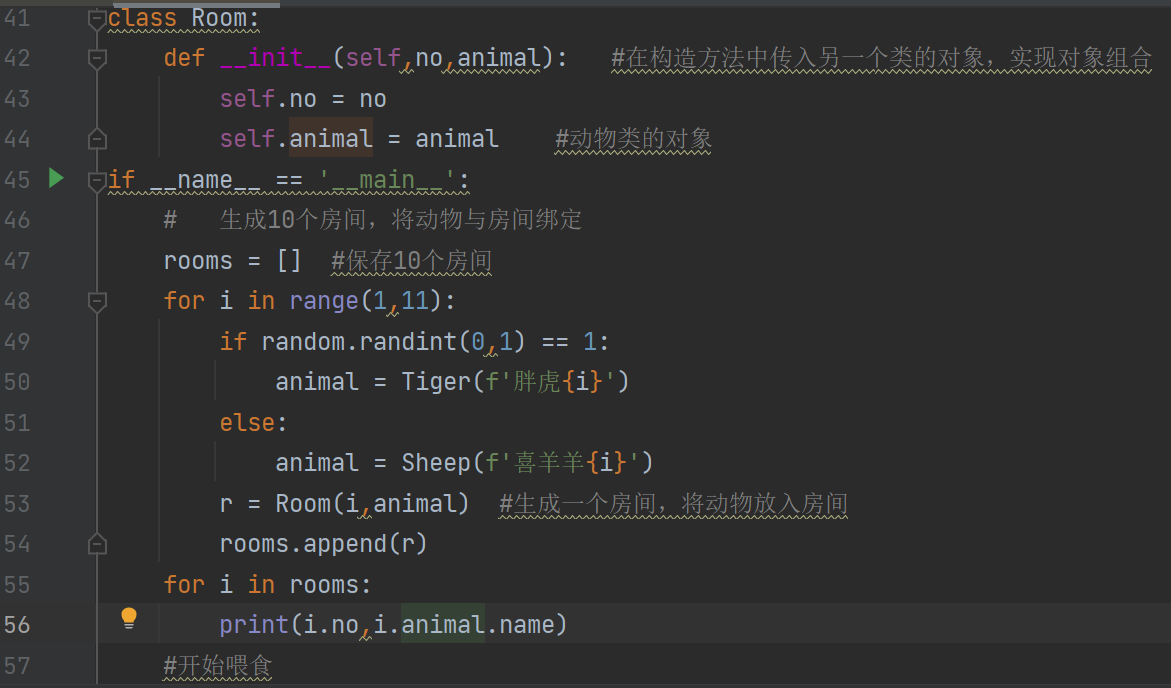 41 class Room:
42 def __init__(self,no,animal): #在构造方法中传入另一个类的对象，实现对象组合
43 self.no = no
44 self.animal = animal #动物类的对象
45 if __name__ == '__main__':
46 # 生成10个房间，将动物与房间绑定
47 rooms = [] #保存10个房间
48 for i in range(1,11):
49 if random.randint(0,1) == 1:
50 animal = Tiger(f'胖虎{i}')
51 else:
52 animal = Sheep(f'喜羊羊{i}')
53 r = Room(i,animal) #生成一个房间，将动物放入房间
54 rooms.append(r)
55 for i in rooms:
56 print(i.no,i.animal.name)
57 #开始喂食